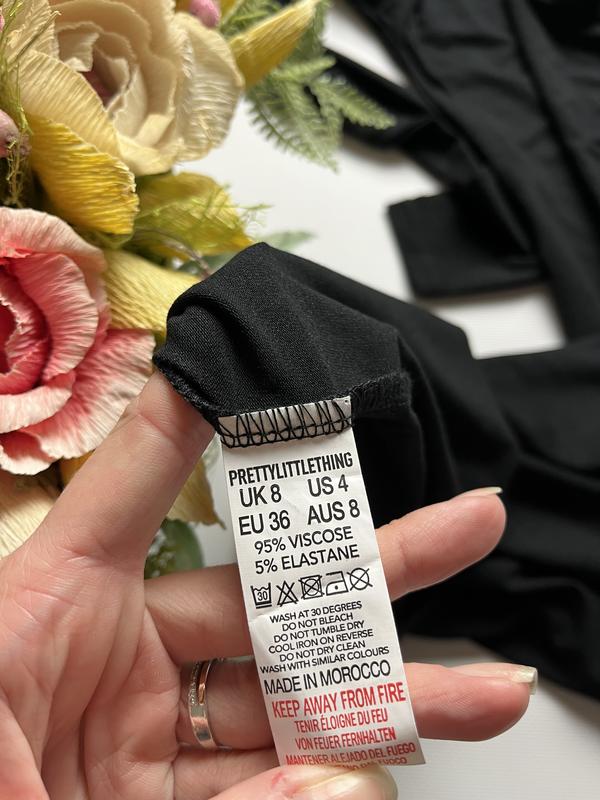 PRETTYLITTLETHING
UK 8 US 4
EU 36 AUS 8
95% VISCOSE
5% ELASTANE
30
WASH AT 30 DEGREES
DO NOT BLEACH
DO NOT TUMBLE DRY
COOL IRON ON REVERSE
DO NOT DRY CLEAN
WASH WITH SIMILAR COLOURS
MADE IN MOROCCO
KEEP AWAY FROM FIRE
TENIR ÉLOIGNE DU FEU
VON FEUER FERNHALTEN
MANTENER ALEJADO DEL FUEGO